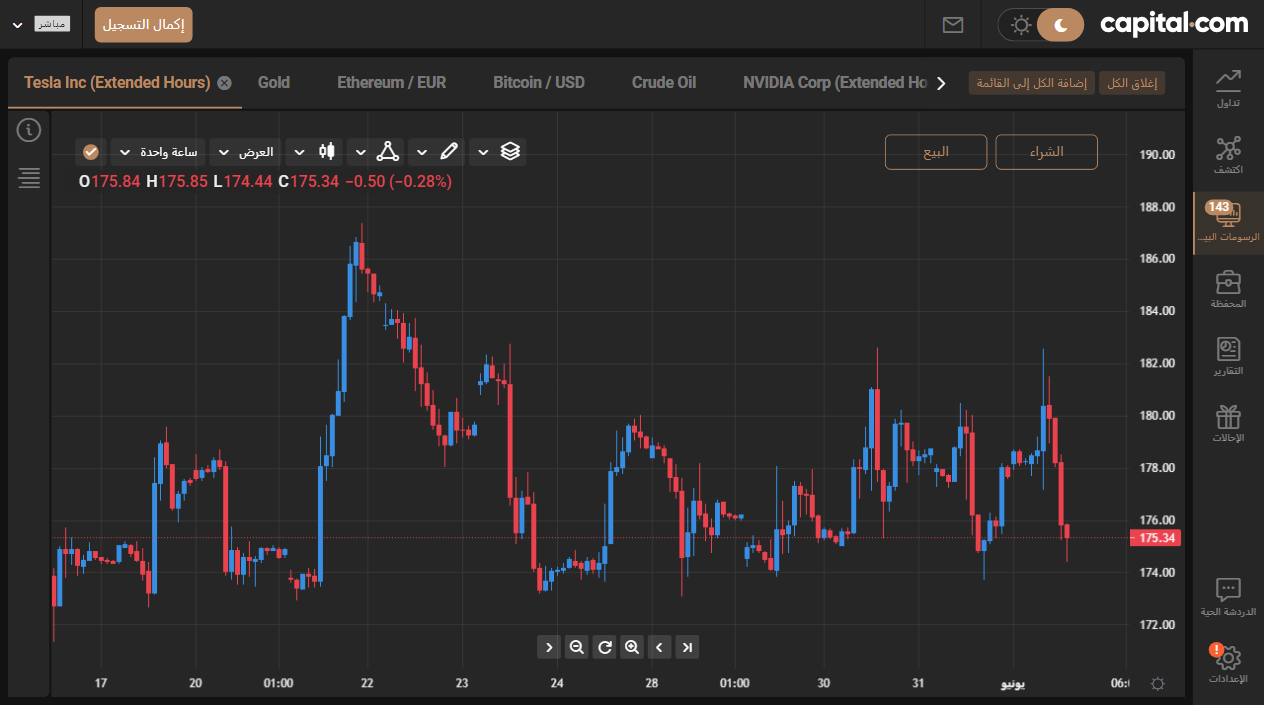 مباشر
إكمال التسجيل
capital.com
Tesla Inc (Extended Hours)
Gold
Ethereum / EUR
Bitcoin / USD
Crude Oil
NVIDIA Corp (Extended Ho
إضافة الكل إلى القائمة
إغلاق الكل
ساعة واحدة
العرض
البيع
الشراء
O175.84 H175.85 L174.44 C175.34 −0.50 (−0.28%)
190.00
188.00
186.00
184.00
182.00
180.00
178.00
176.00
175.34
174.00
172.00
17
20
01:00
22
23
24
28
01:00
30
31
يونيو
06:
تداول
اكتشف
143
الرسومات البيـ...
المحفظة
التقارير
الإحالات
الدردشة الحية
!
الإعدادات